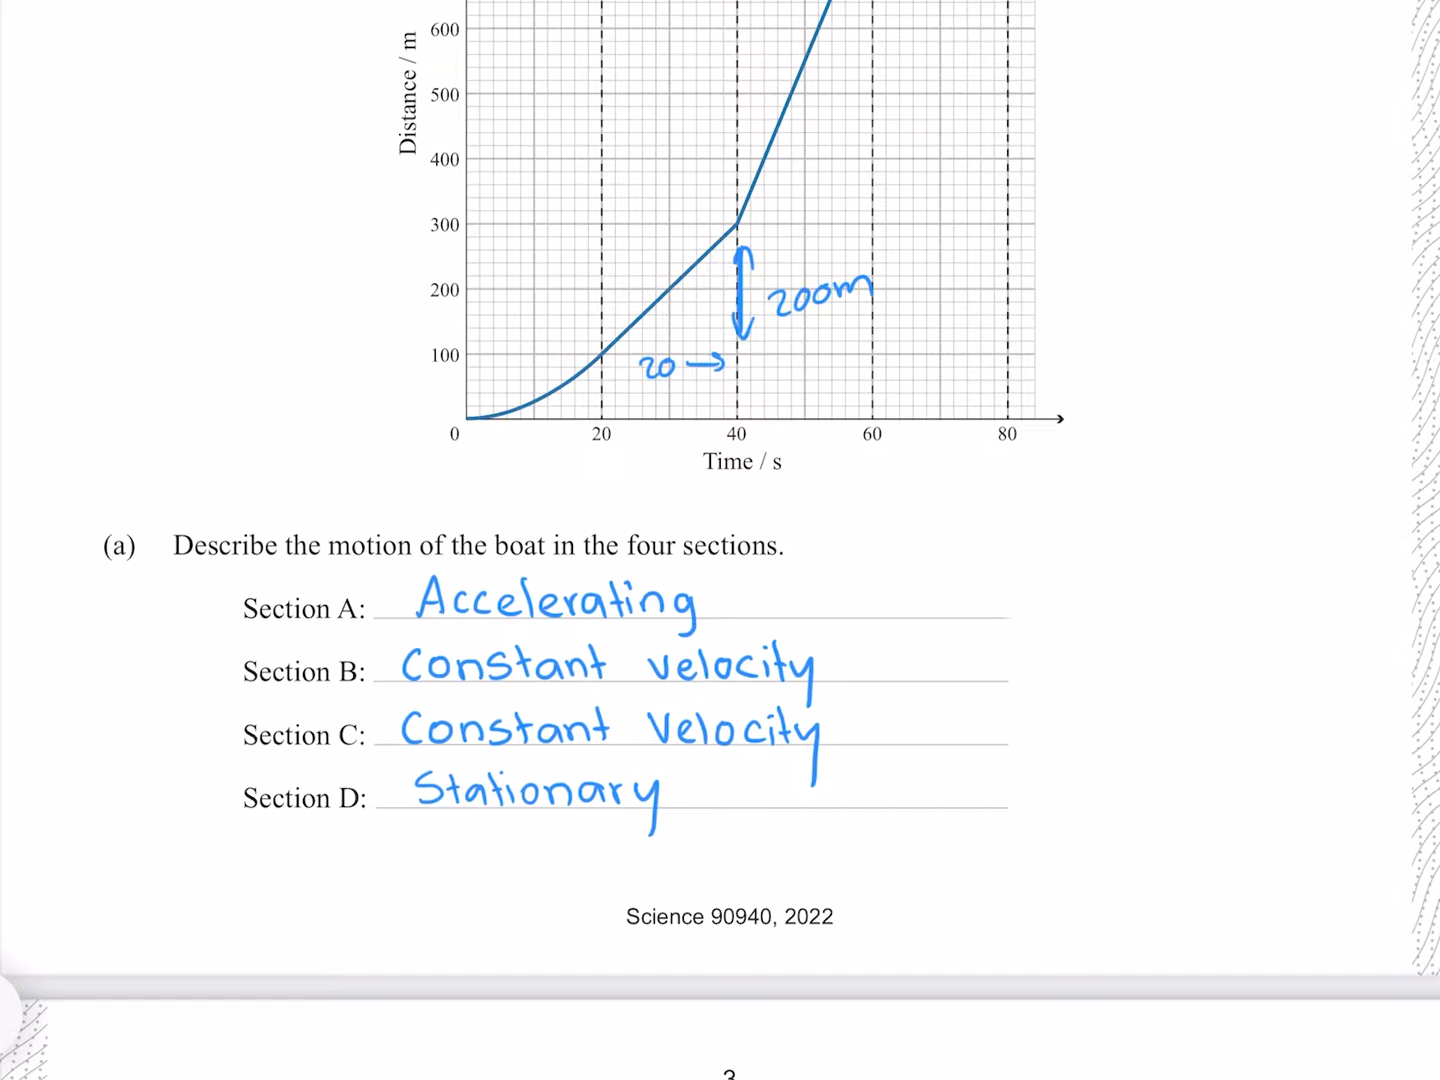 600
500
400
300
200
100
0
20
40
60
80
Distance / m
Time / s
200m
20 →
(a) Describe the motion of the boat in the four sections.
Section A: Accelerating
Section B: Constant velocity
Section C: Constant Velocity
Section D: Stationary
Science 90940, 2022
3